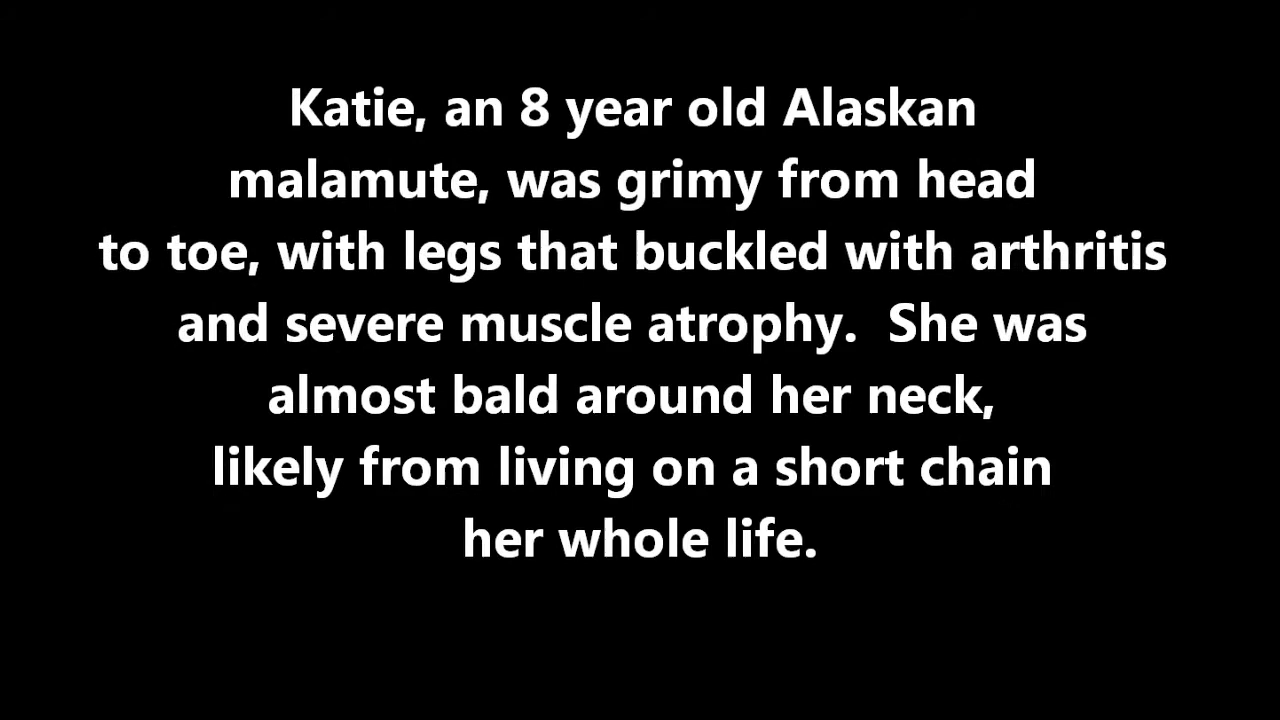 Katie, an 8 year old Alaskan
malamute, was grimy from head
to toe, with legs that buckled with arthritis
and severe muscle atrophy.  She was
almost bald around her neck,
likely from living on a short chain
her whole life.